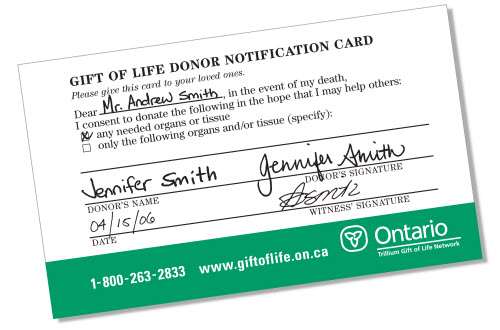 GIFT OF LIFE DONOR NOTIFICATION CARD
Please give this card to your loved ones.
Dear Mr. Andrew Smith, in the event of my death,
I consent to donate the following in the hope that I may help others:
any needed organs or tissue
only the following organs and/or tissue (specify):
Jennifer Smith Jennifer Smith
DONOR'S NAME DONOR'S SIGNATURE
04/15/06
DATE WITNESS' SIGNATURE
1-800-263-2833 www.giftoflife.on.ca Ontario
Trillium Gift of Life Network